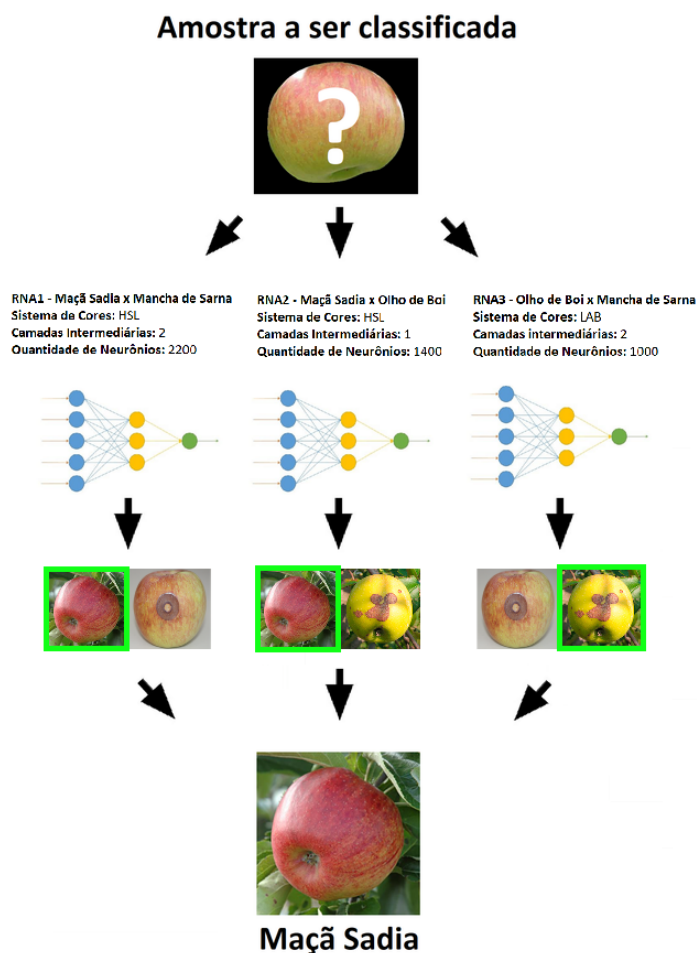 Amostra a ser classificada
?
RNA1 - Maçã Sadia x Mancha de Sarna
Sistema de Cores: HSL
Camadas Intermediárias: 2
Quantidade de Neurônios: 2200
RNA2 - Maçã Sadia x Olho de Boi
Sistema de Cores: HSL
Camadas Intermediárias: 1
Quantidade de Neurônios: 1400
RNA3 - Olho de Boi x Mancha de Sarna
Sistema de Cores: LAB
Camadas intermediárias: 2
Quantidade de Neurônios: 1000
Maçã Sadia